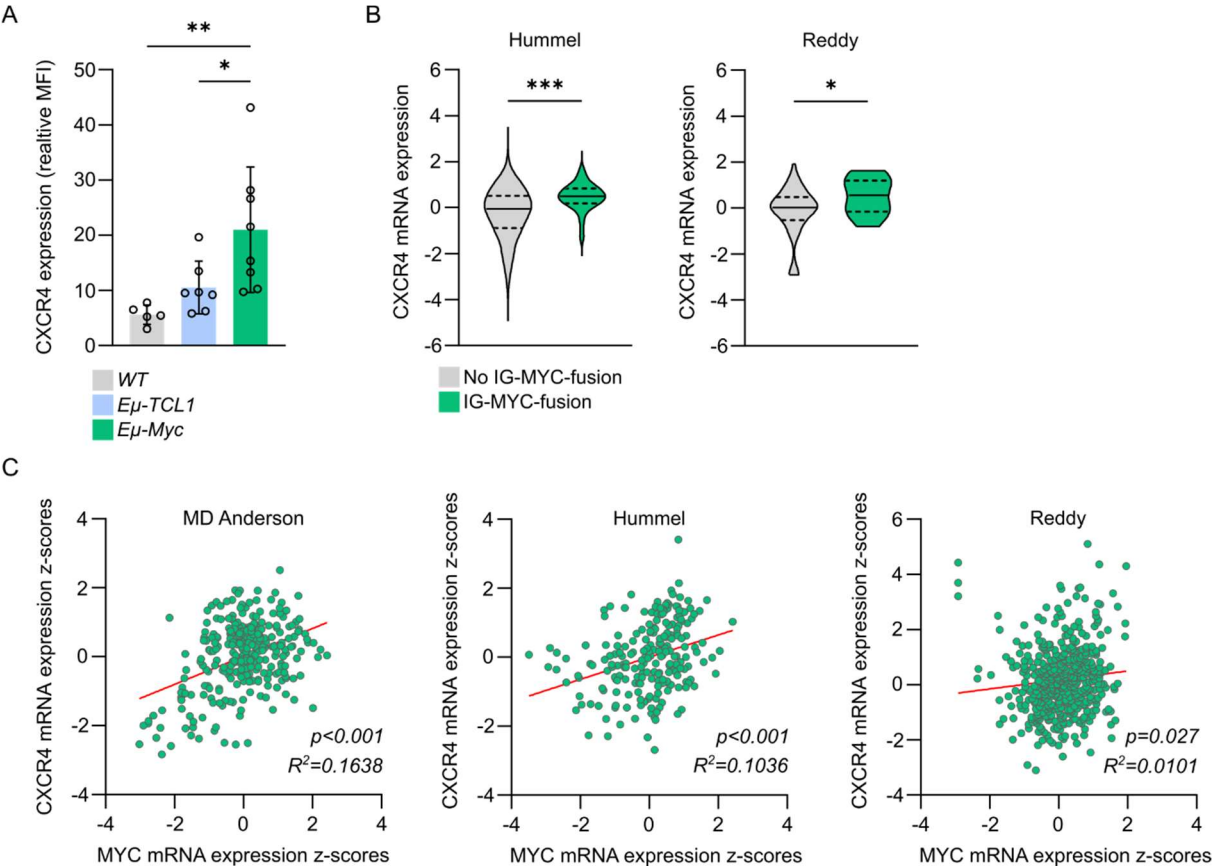 A
CXCR4 expression (realtive MFI)
50
40
30
20
10
0
**
*
WT
Eµ-TCL1
Eµ-Myc
B
Hummel
CXCR4 mRNA expression
6
4
2
0
-2
-4
-6
***
Reddy
CXCR4 mRNA expression
6
4
2
0
-2
-4
-6
*
No IG-MYC-fusion
IG-MYC-fusion
C
MD Anderson
CXCR4 mRNA expression z-scores
4
2
0
-2
-4
p<0.001
R²=0.1638
-4 -2 0 2 4
MYC mRNA expression z-scores
Hummel
CXCR4 mRNA expression z-scores
4
2
0
-2
-4
p<0.001
R²=0.1036
-4 -2 0 2 4
MYC mRNA expression z-scores
Reddy
CXCR4 mRNA expression z-scores
6
4
2
0
-2
-4
p=0.027
R²=0.0101
-4 -2 0 2 4
MYC mRNA expression z-scores